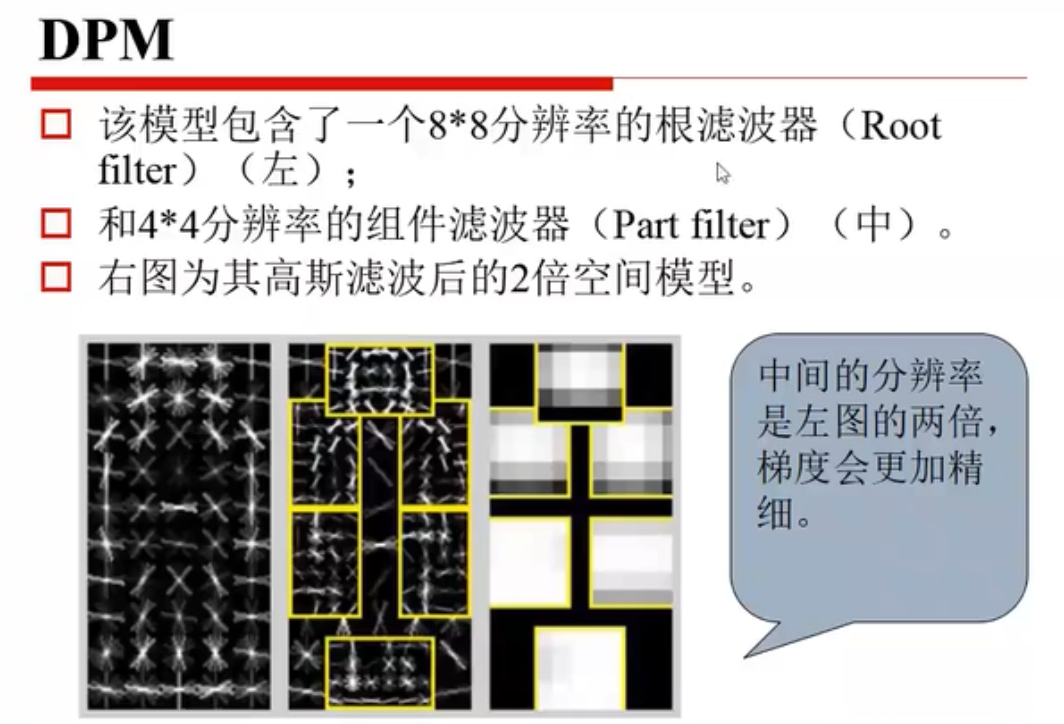 DPM
该模型包含了一个8*8分辨率的根滤波器（Root
filter）（左）；
和4*4分辨率的组件滤波器（Part filter）（中）。
右图为其高斯滤波后的2倍空间模型。
中间的分辨率
是左图的两倍，
梯度会更加精
细。